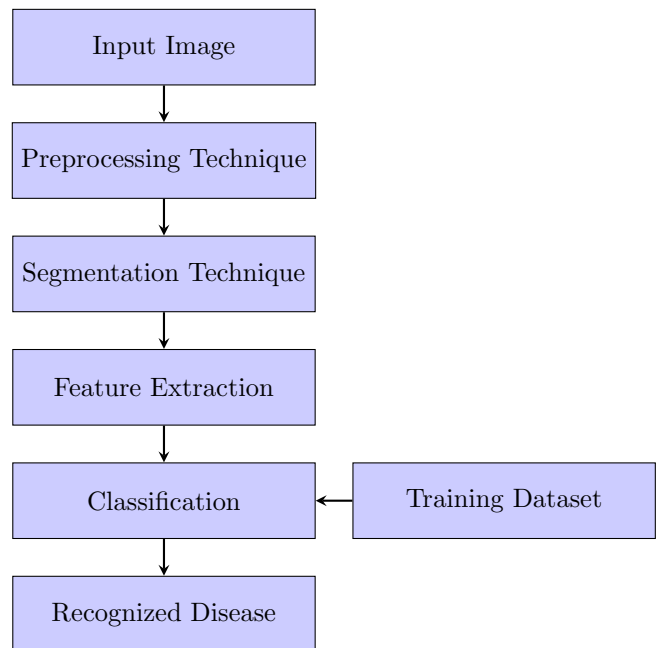 Input Image
Preprocessing Technique
Segmentation Technique
Feature Extraction
Classification
Training Dataset
Recognized Disease